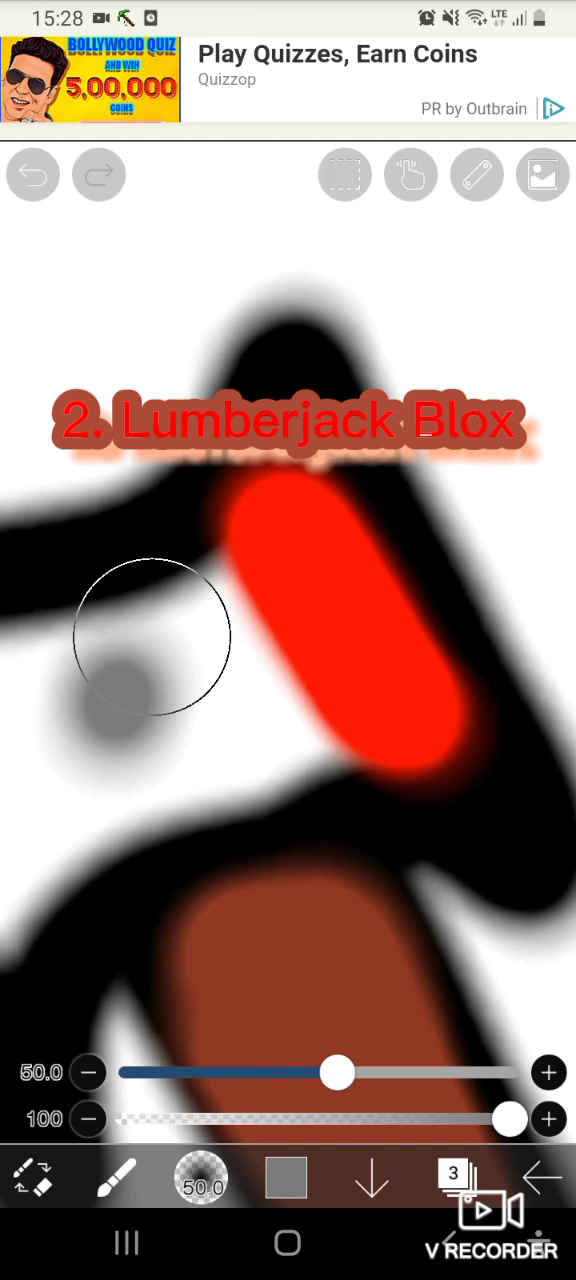 15:28
LTE
BOLLYWOOD QUIZ
AND WIN
5,00,000
COINS
Play Quizzes, Earn Coins
Quizzop
PR by Outbrain
2. Lumberjack Blox
50.0
100
50.0
3
V RECORDER